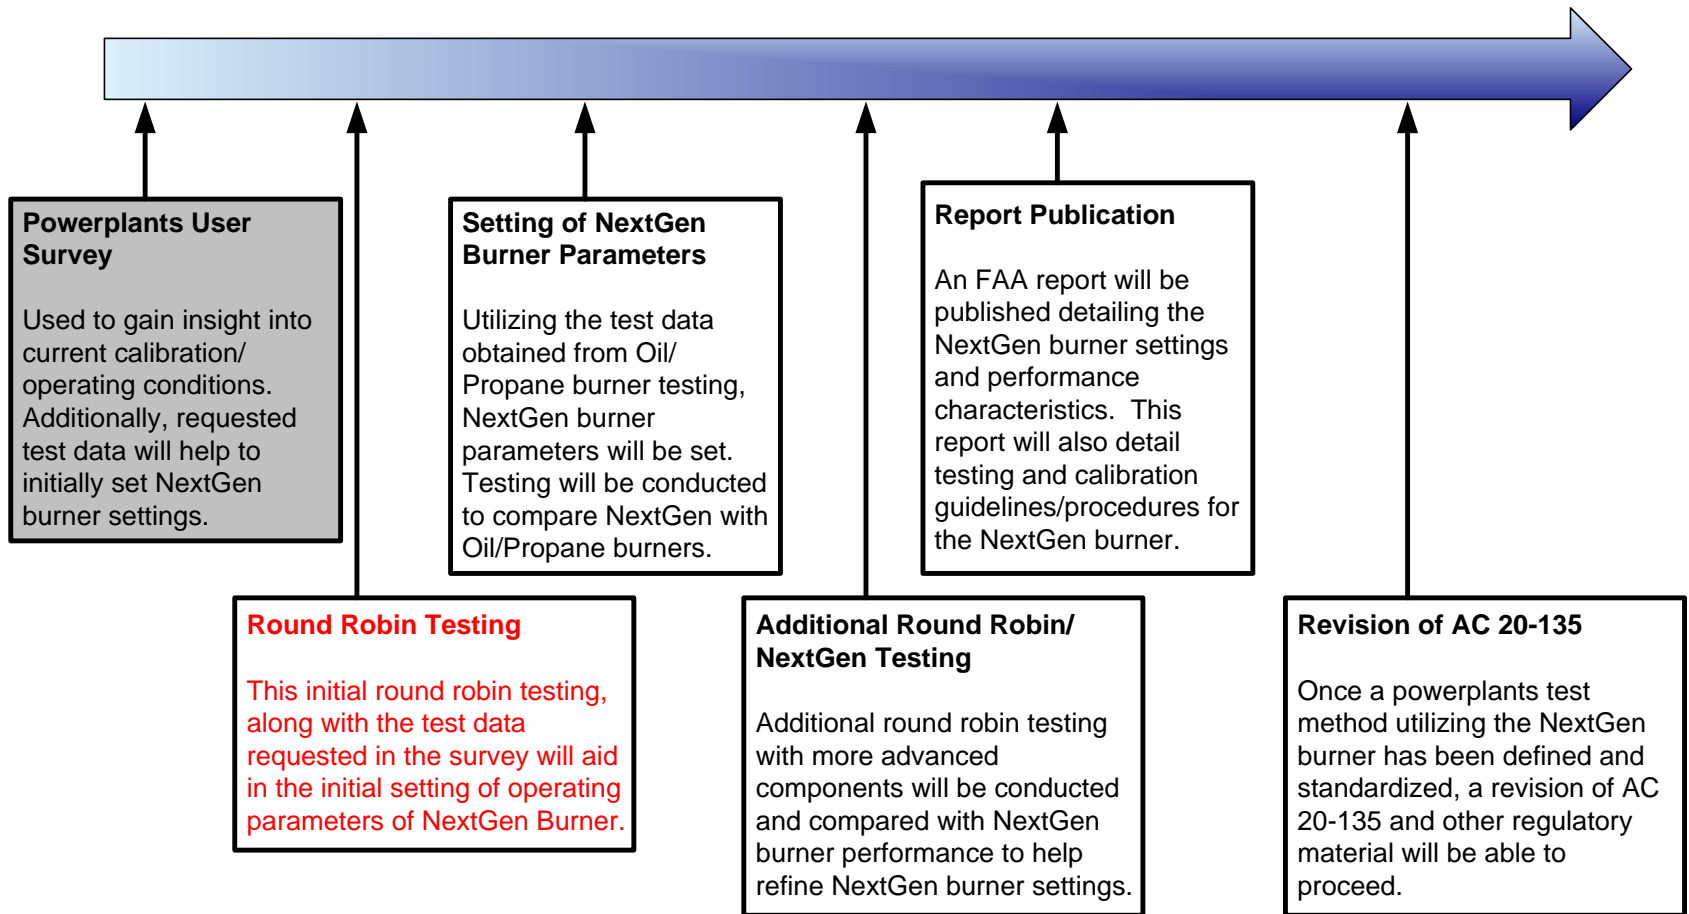 Powerplants User
Survey
Used to gain insight into
current calibration/
operating conditions.
Additionally, requested
test data will help to
initially set NextGen
burner settings.
Round Robin Testing
This initial round robin testing,
along with the test data
requested in the survey will aid
in the initial setting of operating
parameters of NextGen Burner.
Setting of NextGen
Burner Parameters
Utilizing the test data
obtained from Oil/
Propane burner testing,
NextGen burner
parameters will be set.
Testing will be conducted
to compare NextGen with
Oil/Propane burners.
Additional Round Robin/
NextGen Testing
Additional round robin testing
with more advanced
components will be conducted
and compared with NextGen
burner performance to help
refine NextGen burner settings.
Report Publication
An FAA report will be
published detailing the
NextGen burner settings
and performance
characteristics.  This
report will also detail
testing and calibration
guidelines/procedures for
the NextGen burner.
Revision of AC 20-135
Once a powerplants test
method utilizing the NextGen
burner has been defined and
standardized, a revision of AC
20-135 and other regulatory
material will be able to
proceed.